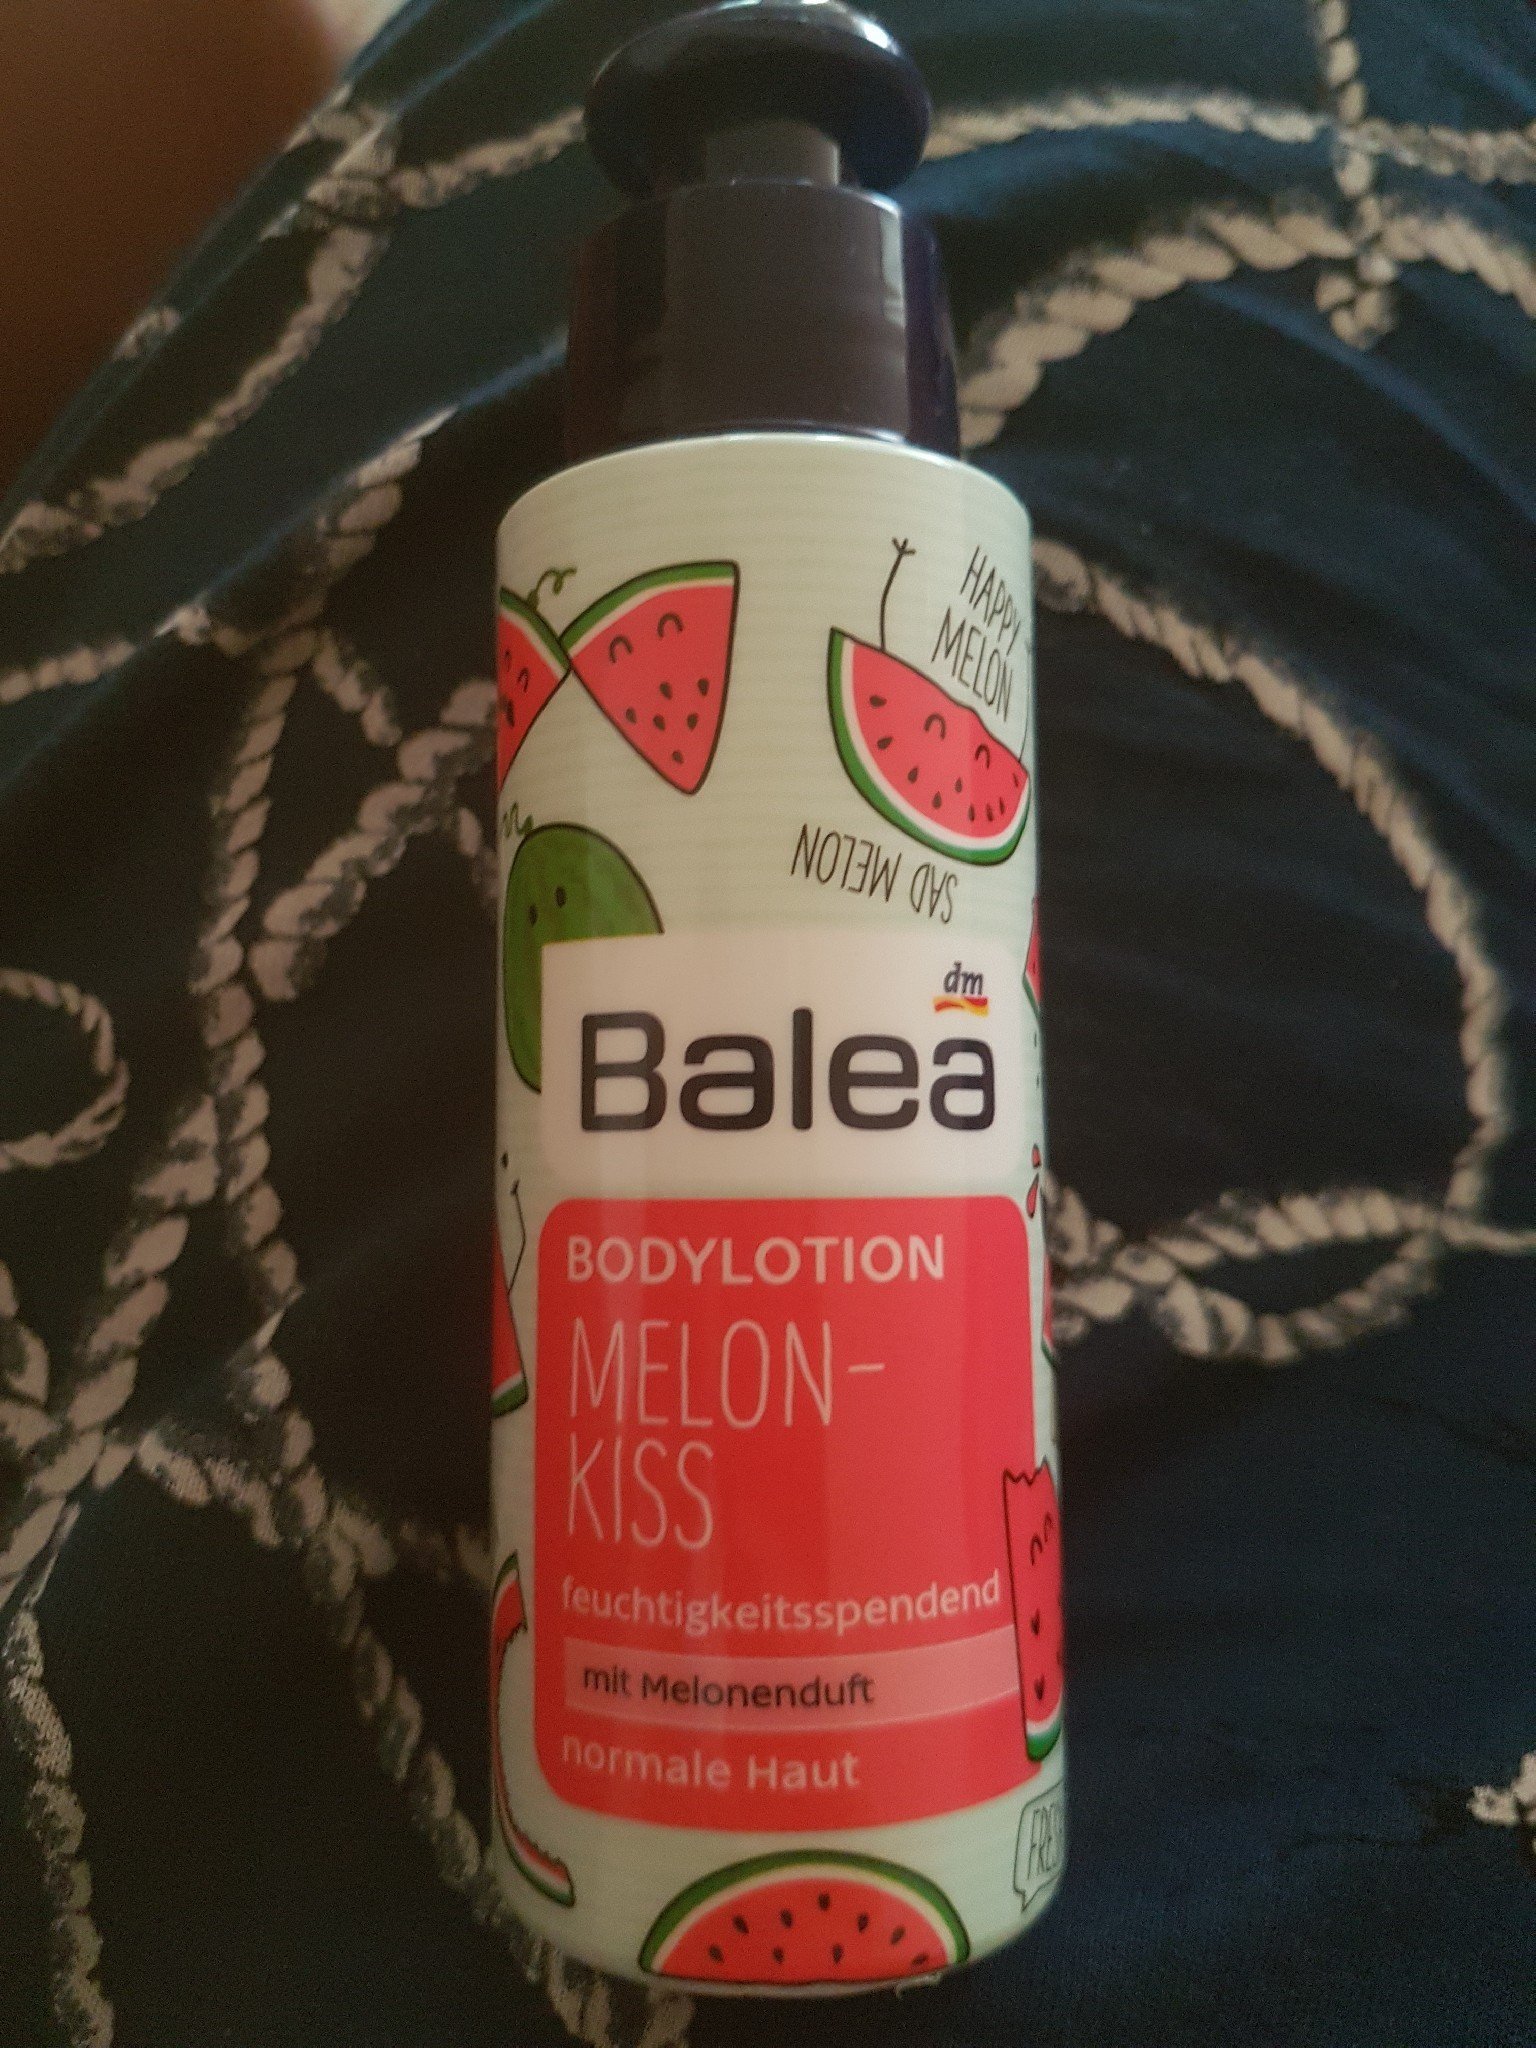 HAPPY
MELON
SAD MELON
dm
Balea
BODYLOTION
MELON-
KISS
feuchtigkeitsspendend
mit Melonenduft
normale Haut